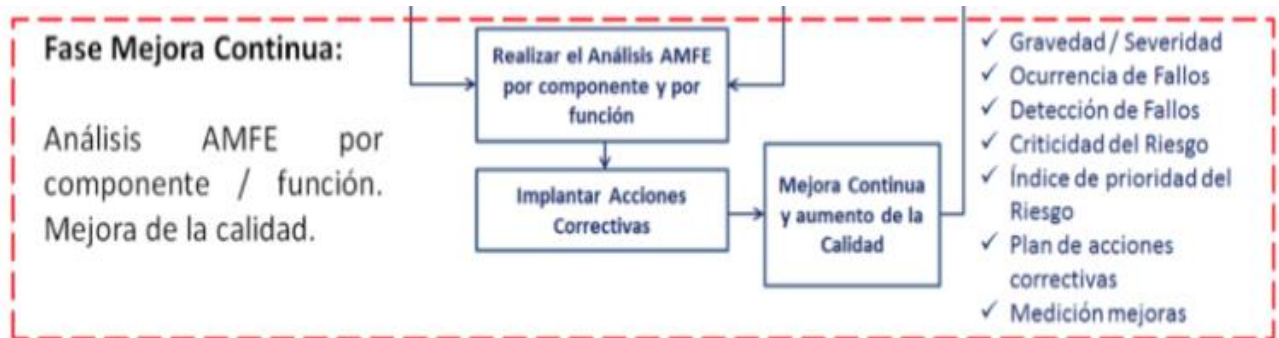 Fase Mejora Continua:
Análisis AMFE por
componente / función.
Mejora de la calidad.
Realizar el Análisis AMFE
por componente y por
función
Implantar Acciones
Correctivas
Mejora Continua
y aumento de la
Calidad
✓ Gravedad / Severidad
✓ Ocurrencia de Fallos
✓ Detección de Fallos
✓ Criticidad del Riesgo
✓ Índice de prioridad del
Riesgo
✓ Plan de acciones
correctivas
✓ Medición mejoras